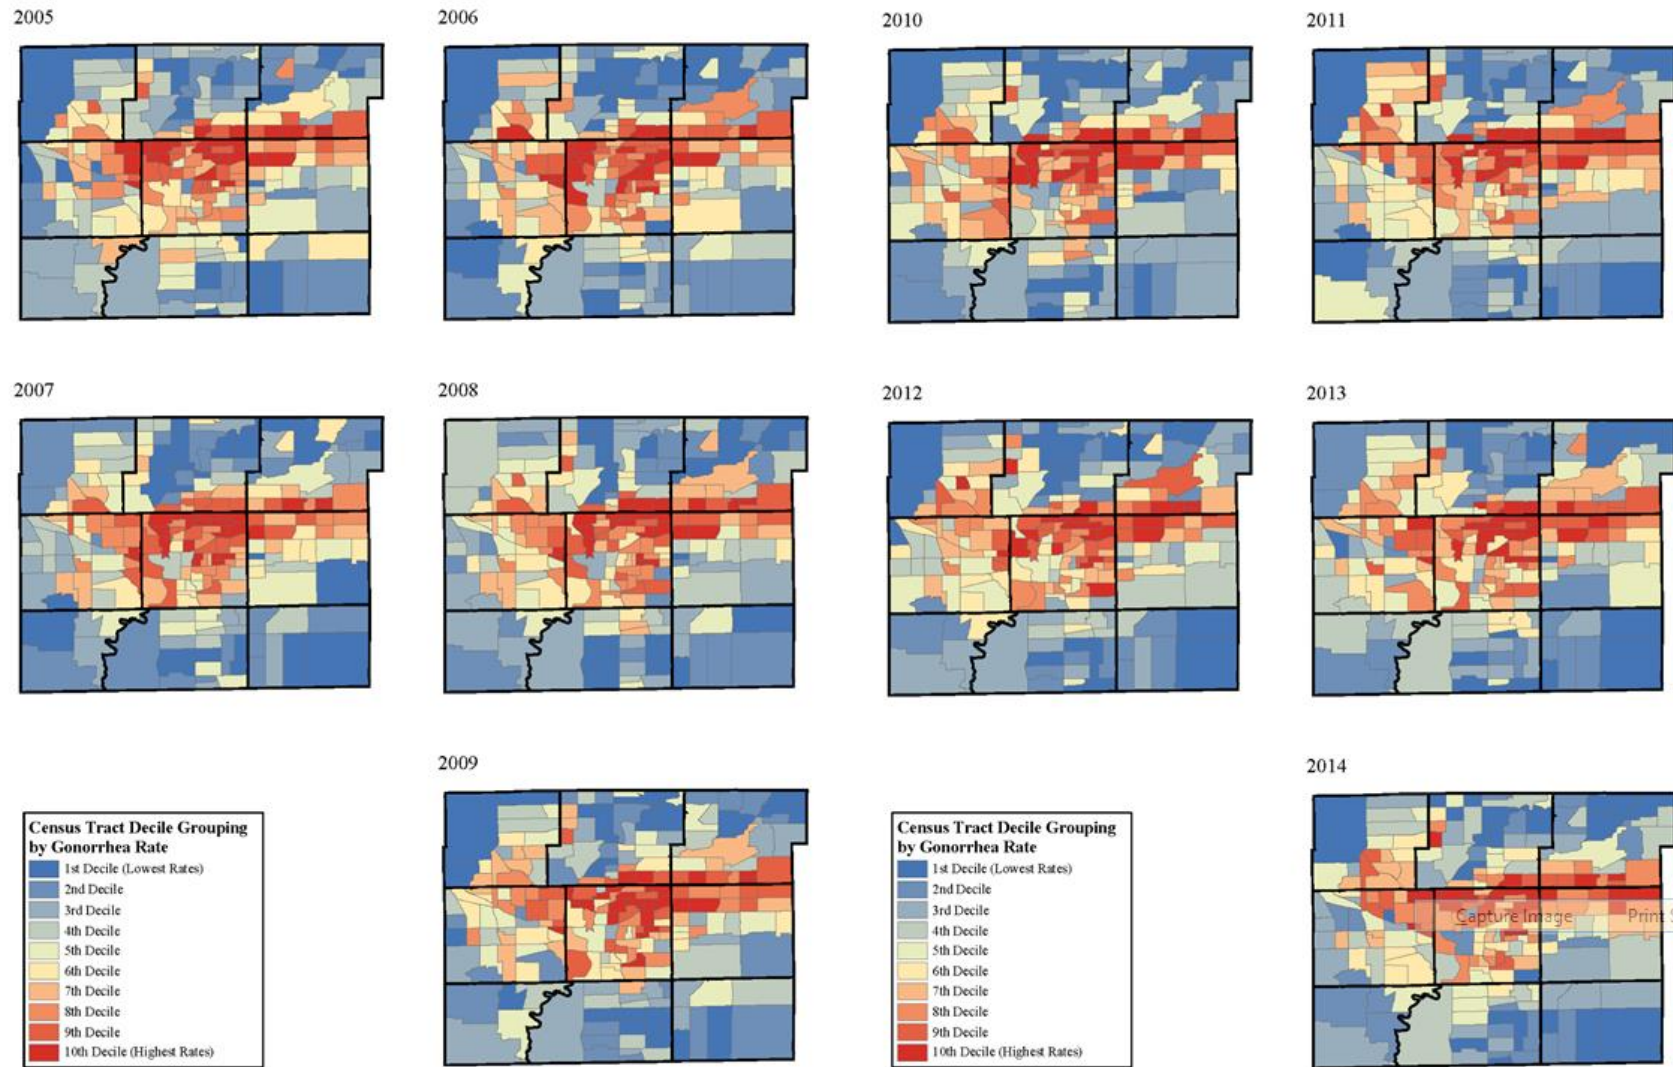 2005
2006
2010
2011
2007
2008
2012
2013
2009
2014
Census Tract Decile Grouping
by Gonorrhea Rate
1st Decile (Lowest Rates)
2nd Decile
3rd Decile
4th Decile
5th Decile
6th Decile
7th Decile
8th Decile
9th Decile
10th Decile (Highest Rates)
Census Tract Decile Grouping
by Gonorrhea Rate
1st Decile (Lowest Rates)
2nd Decile
3rd Decile
4th Decile
5th Decile
6th Decile
7th Decile
8th Decile
9th Decile
10th Decile (Highest Rates)
Capture Image
Print S